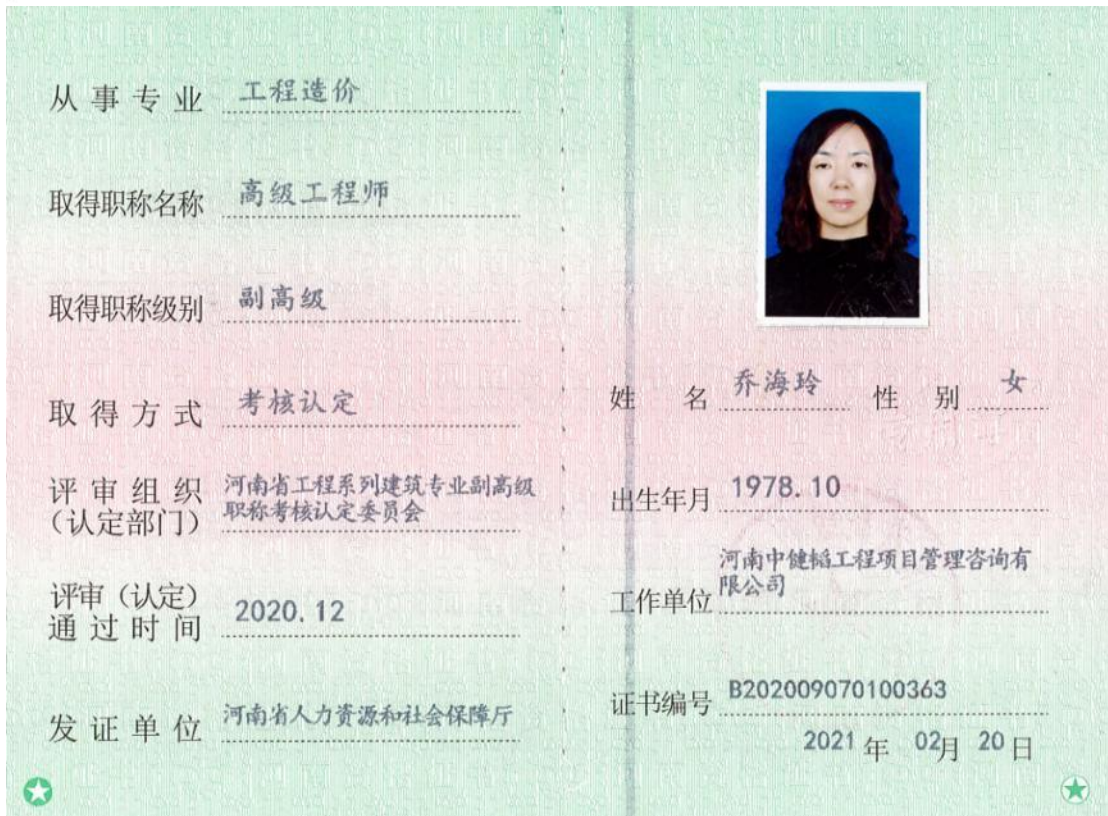 从事专业 工程造价
取得职称名称 高级工程师
取得职称级别 副高级
取得方式 考核认定
评审组织 河南省工程系列建筑专业副高级
（认定部门） 职称考核认定委员会
评审（认定）
通过时间 2020.12
发证单位 河南省人力资源和社会保障厅
姓名 乔海玲 性别 女
出生年月 1978.10
河南中健韬工程项目管理咨询有
工作单位 限公司
证书编号 B202009070100363
2021年 02月 20日